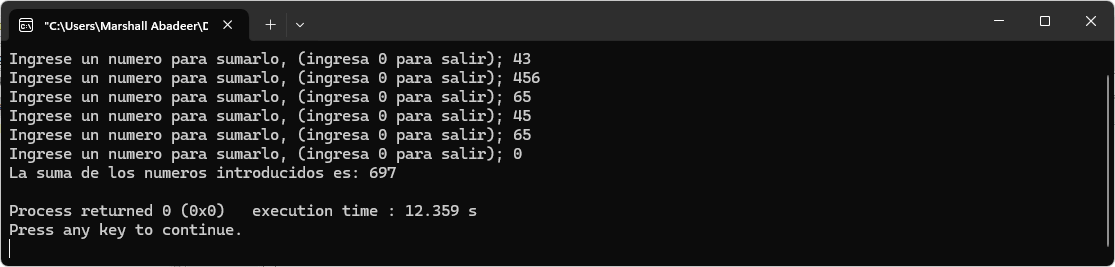 "C:\Users\Marshall Abadeer\D
Ingrese un numero para sumarlo, (ingresa 0 para salir); 43
Ingrese un numero para sumarlo, (ingresa 0 para salir); 456
Ingrese un numero para sumarlo, (ingresa 0 para salir); 65
Ingrese un numero para sumarlo, (ingresa 0 para salir); 45
Ingrese un numero para sumarlo, (ingresa 0 para salir); 65
Ingrese un numero para sumarlo, (ingresa 0 para salir); 0
La suma de los numeros introducidos es: 697
Process returned 0 (0x0)   execution time : 12.359 s
Press any key to continue.